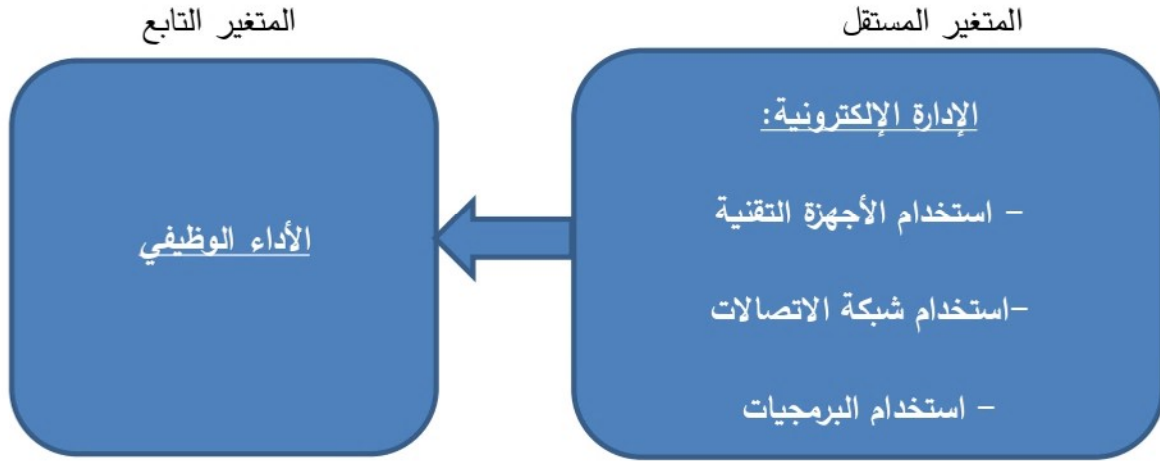 المتغير المستقل
الإدارة الإلكترونية:
- استخدام الأجهزة التقنية
-استخدام شبكة الاتصالات
- استخدام البرمجيات
المتغير التابع
الأداء الوظيفي